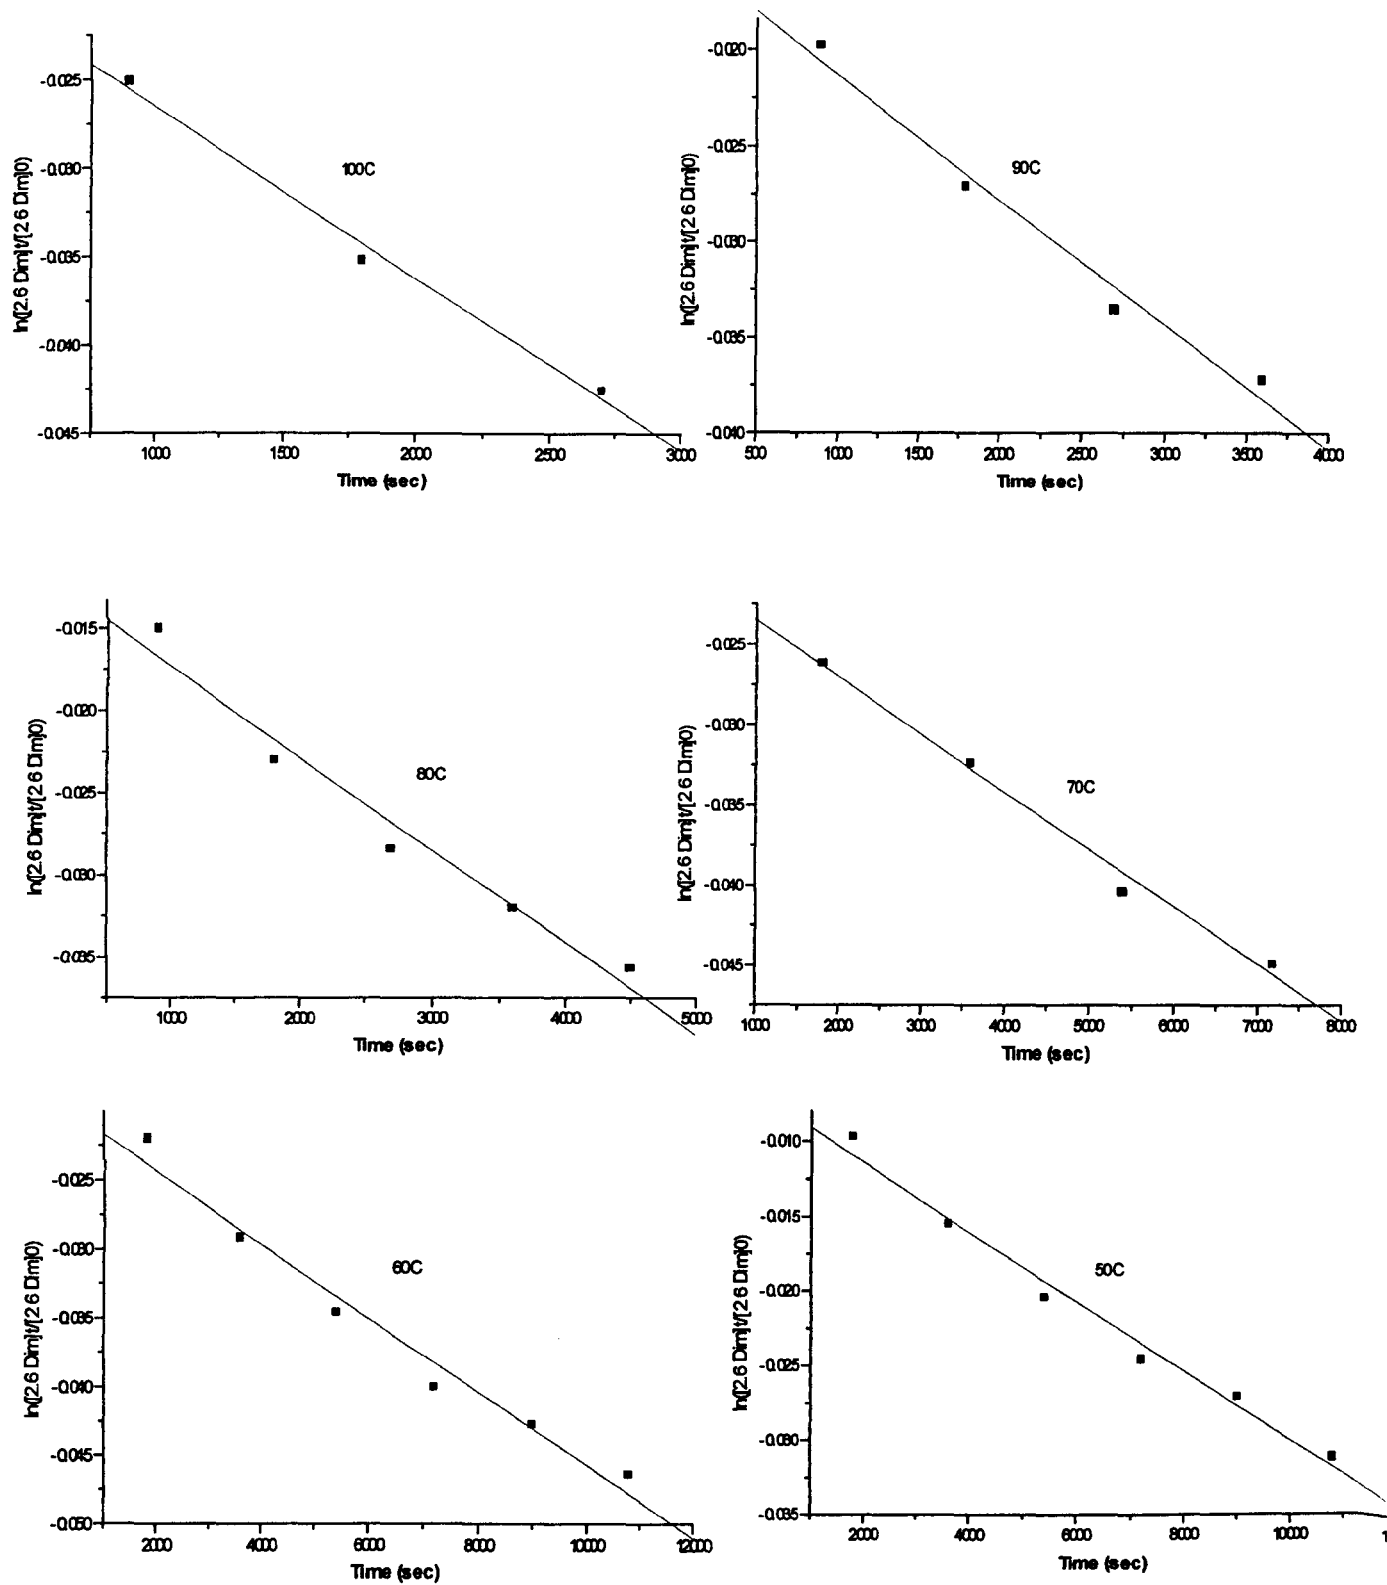 -0.025
-0.030
-0.035
-0.040
-0.045
100C
ln([2.6 Dim]t/[2.6 Dim]0)
1000 1500 2000 2500 3000
Time (sec)
-0.020
-0.025
-0.030
-0.035
-0.040
90C
ln([2.6 Dim]t/[2.6 Dim]0)
500 1000 1500 2000 2500 3000 3500 4000
Time (sec)
-0.015
-0.020
-0.025
-0.030
-0.035
80C
ln([2.6 Dim]t/[2.6 Dim]0)
1000 2000 3000 4000 5000
Time (sec)
-0.025
-0.030
-0.035
-0.040
-0.045
70C
ln([2.6 Dim]t/[2.6 Dim]0)
1000 2000 3000 4000 5000 6000 7000 8000
Time (sec)
-0.025
-0.030
-0.035
-0.040
-0.045
-0.050
60C
ln([2.6 Dim]t/[2.6 Dim]0)
2000 4000 6000 8000 10000 12000
Time (sec)
-0.010
-0.015
-0.020
-0.025
-0.030
-0.035
50C
ln([2.6 Dim]t/[2.6 Dim]0)
2000 4000 6000 8000 10000
Time (sec)